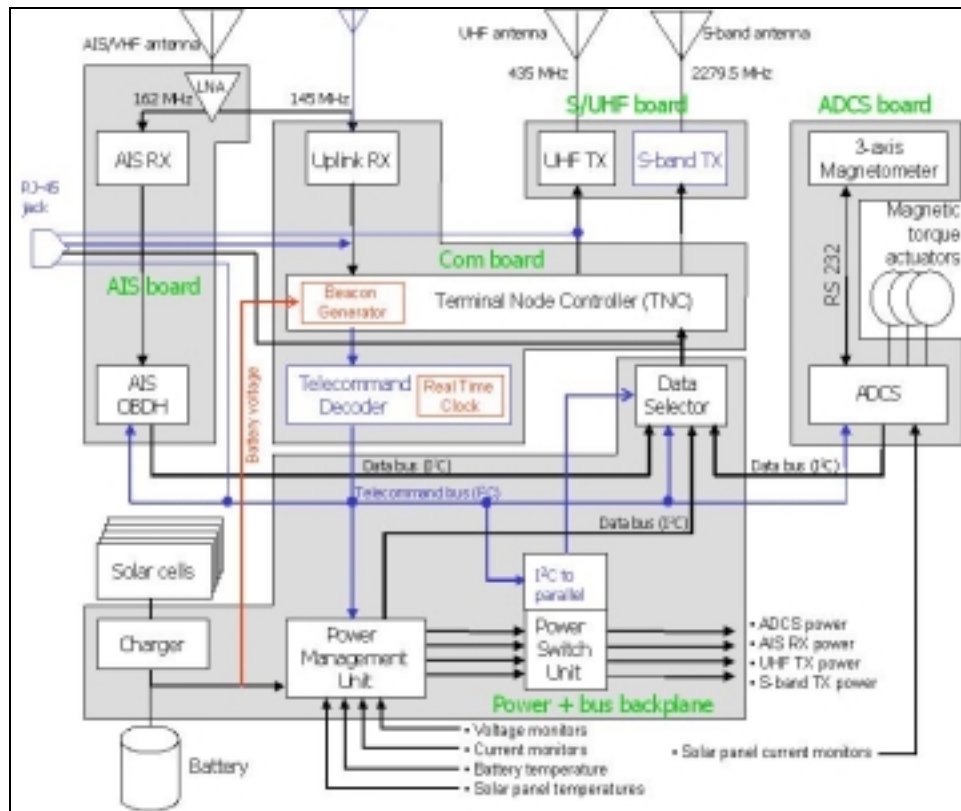 AIS/VHF antenna
UHF antenna
S-band antenna
LNA
162 MHz
145 MHz
435 MHz
2279.5 MHz
S/UHF board
ADCS board
AIS RX
Uplink RX
UHF TX
S-band TX
3-axis
Magnetometer
RJ-45
jack
Magnetic
torque
actuators
RS 232
AIS board
Com board
Beacon
Generator
Terminal Node Controller (TNC)
AIS
OBDH
Telecommand
Decoder
Real Time
Clock
Data
Selector
ADCS
Battery voltage
Data bus (I²C)
Data bus (I²C)
Telecommand bus (I²C)
Data bus (I²C)
Solar cells
I²C to
parallel
Charger
Power
Management
Unit
Power
Switch
Unit
• ADCS power
• AIS RX power
• UHF TX power
• S-band TX power
Power + bus backplane
Battery
• Voltage monitors
• Current monitors
• Battery temperature
• Solar panel temperatures
• Solar panel current monitors